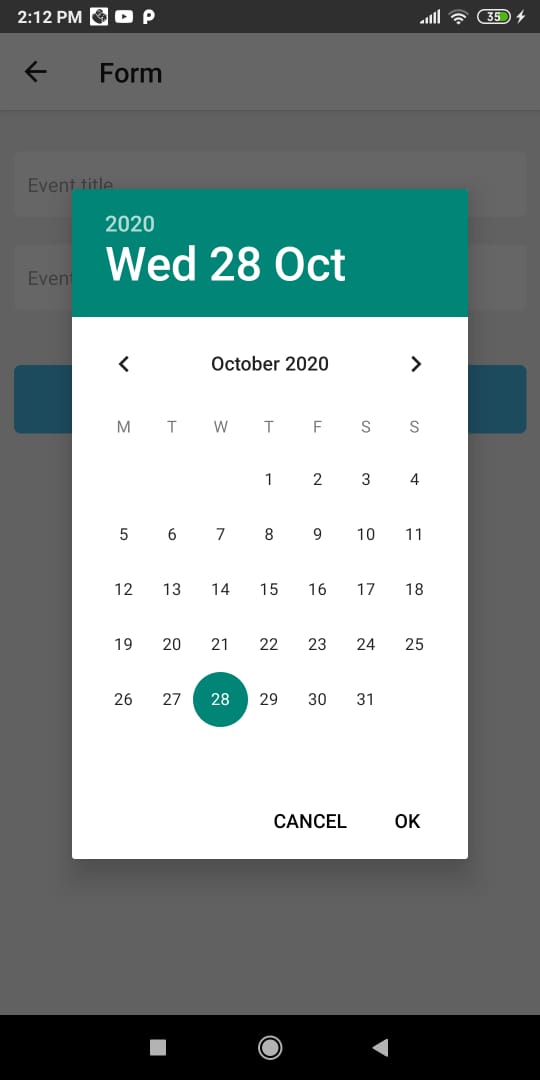 2:12 PM 35
Form
Event title
Event
2020
Wed 28 Oct
October 2020
M T W T F S S
1 2 3 4
5 6 7 8 9 10 11
12 13 14 15 16 17 18
19 20 21 22 23 24 25
26 27 28 29 30 31
CANCEL OK